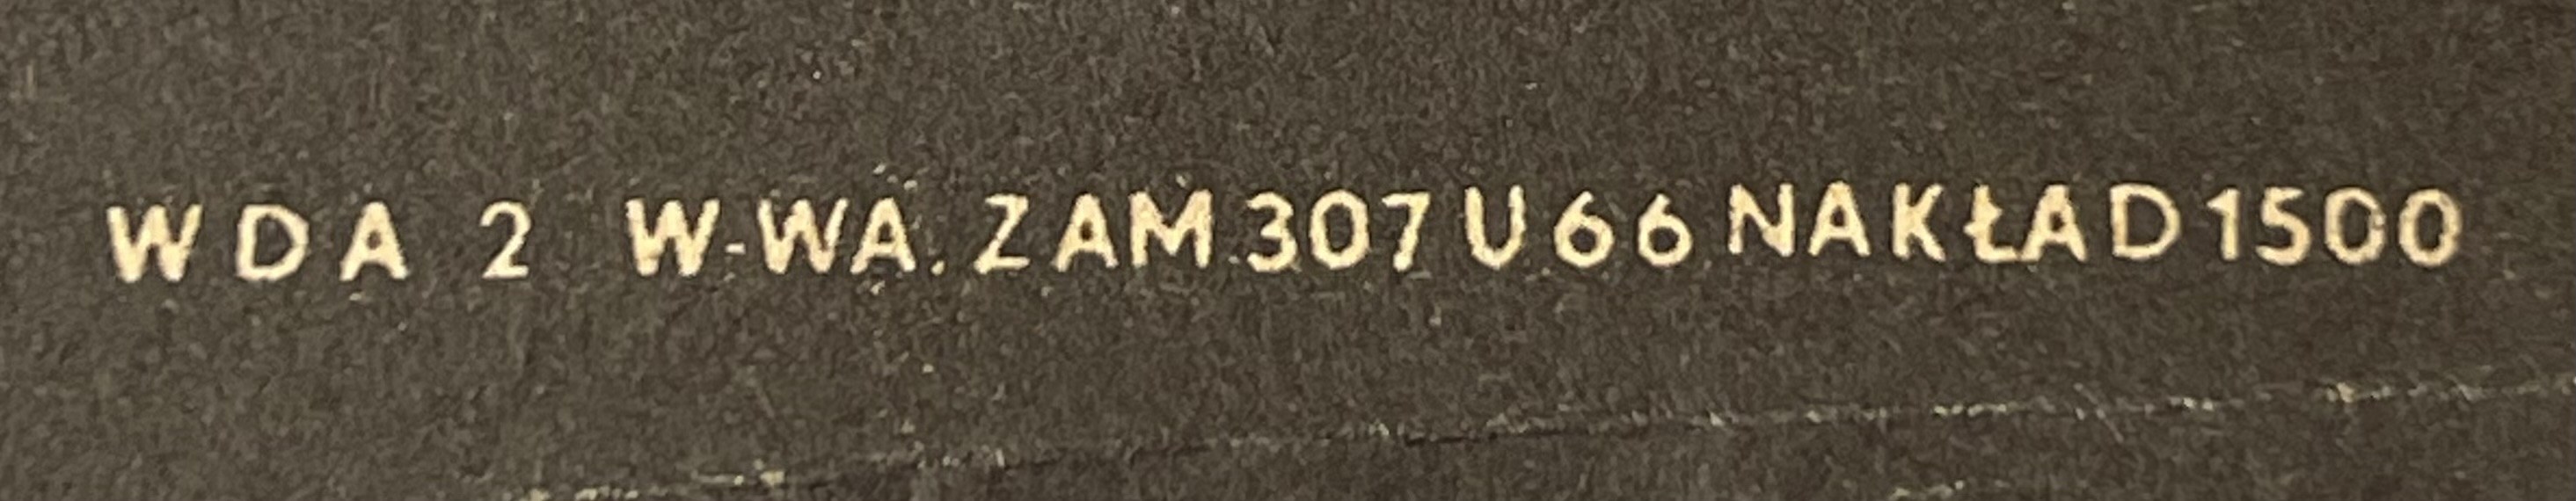 WDA 2 W-WA. ZAM 307 U 66 NAKŁAD 1500